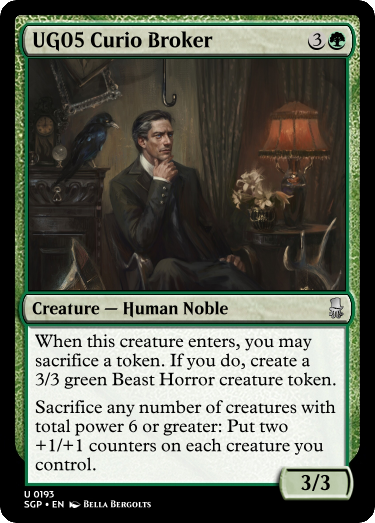 UG05 Curio Broker 3
Creature — Human Noble
When this creature enters, you may
sacrifice a token. If you do, create a
3/3 green Beast Horror creature token.
Sacrifice any number of creatures with
total power 6 or greater: Put two
+1/+1 counters on each creature you
control.
3/3
U 0193
SGP • EN Bella Bergolts